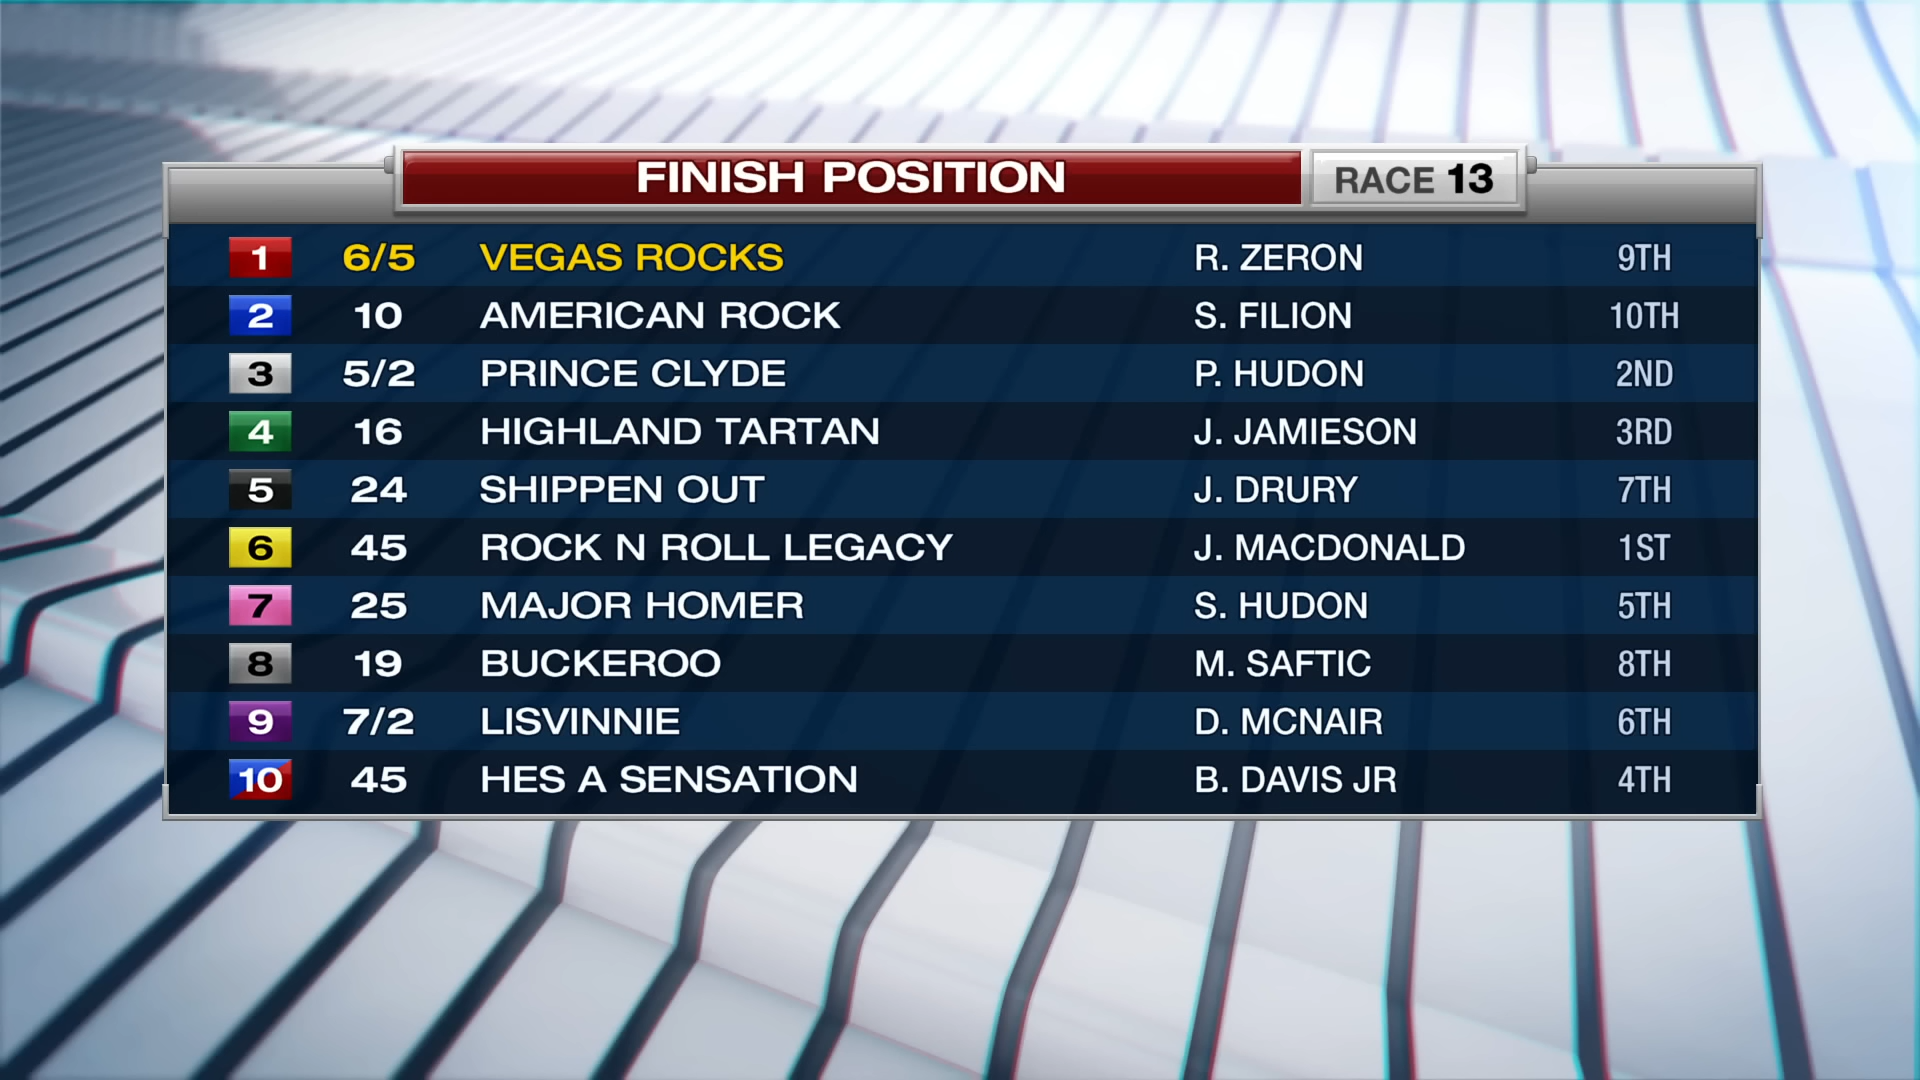 FINISH POSITION RACE 13
1 6/5 VEGAS ROCKS R. ZERON 9TH
2 10 AMERICAN ROCK S. FILION 10TH
3 5/2 PRINCE CLYDE P. HUDON 2ND
4 16 HIGHLAND TARTAN J. JAMIESON 3RD
5 24 SHIPPEN OUT J. DRURY 7TH
6 45 ROCK N ROLL LEGACY J. MACDONALD 1ST
7 25 MAJOR HOMER S. HUDON 5TH
8 19 BUCKEROO M. SAFTIC 8TH
9 7/2 LISVINNIE D. MCNAIR 6TH
10 45 HES A SENSATION B. DAVIS JR 4TH